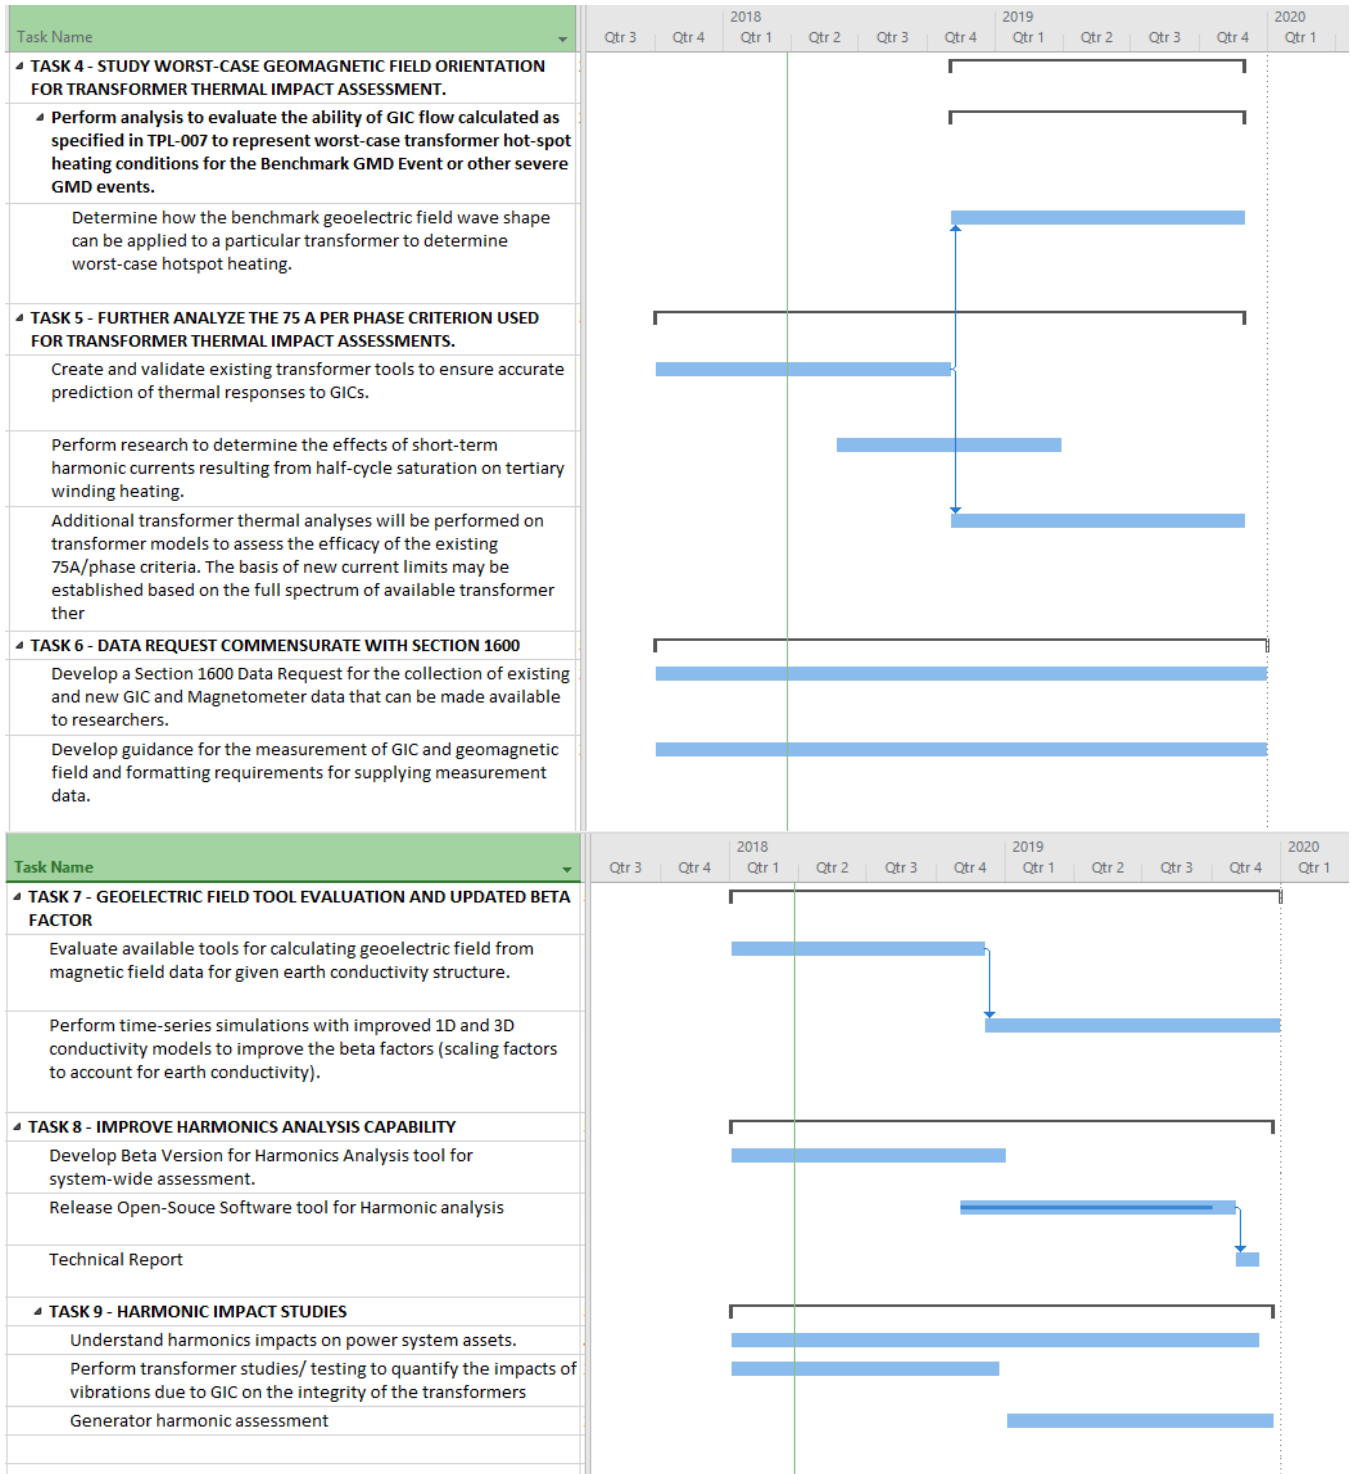 2018 2019 2020
Task Name Qtr 3 Qtr 4 Qtr 1 Qtr 2 Qtr 3 Qtr 4 Qtr 1 Qtr 2 Qtr 3 Qtr 4 Qtr 1
TASK 4 - STUDY WORST-CASE GEOMAGNETIC FIELD ORIENTATION
FOR TRANSFORMER THERMAL IMPACT ASSESSMENT.
Perform analysis to evaluate the ability of GIC flow calculated as
specified in TPL-007 to represent worst-case transformer hot-spot
heating conditions for the Benchmark GMD Event or other severe
GMD events.
Determine how the benchmark geoelectric field wave shape
can be applied to a particular transformer to determine
worst-case hotspot heating.
TASK 5 - FURTHER ANALYZE THE 75 A PER PHASE CRITERION USED
FOR TRANSFORMER THERMAL IMPACT ASSESSMENTS.
Create and validate existing transformer tools to ensure accurate
prediction of thermal responses to GICs.
Perform research to determine the effects of short-term
harmonic currents resulting from half-cycle saturation on tertiary
winding heating.
Additional transformer thermal analyses will be performed on
transformer models to assess the efficacy of the existing
75A/phase criteria. The basis of new current limits may be
established based on the full spectrum of available transformer
ther
TASK 6 - DATA REQUEST COMMENSURATE WITH SECTION 1600
Develop a Section 1600 Data Request for the collection of existing
and new GIC and Magnetometer data that can be made available
to researchers.
Develop guidance for the measurement of GIC and geomagnetic
field and formatting requirements for supplying measurement
data.
2018 2019 2020
Task Name Qtr 3 Qtr 4 Qtr 1 Qtr 2 Qtr 3 Qtr 4 Qtr 1 Qtr 2 Qtr 3 Qtr 4 Qtr 1
TASK 7 - GEOELECTRIC FIELD TOOL EVALUATION AND UPDATED BETA
FACTOR
Evaluate available tools for calculating geoelectric field from
magnetic field data for given earth conductivity structure.
Perform time-series simulations with improved 1D and 3D
conductivity models to improve the beta factors (scaling factors
to account for earth conductivity).
TASK 8 - IMPROVE HARMONICS ANALYSIS CAPABILITY
Develop Beta Version for Harmonics Analysis tool for
system-wide assessment.
Release Open-Souce Software tool for Harmonic analysis
Technical Report
TASK 9 - HARMONIC IMPACT STUDIES
Understand harmonics impacts on power system assets.
Perform transformer studies/ testing to quantify the impacts of
vibrations due to GIC on the integrity of the transformers
Generator harmonic assessment